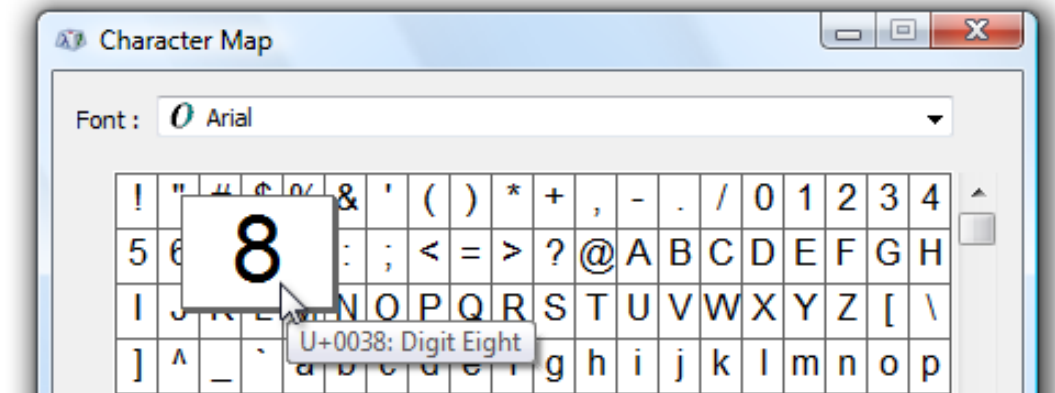 Character Map
Font : O Arial
! " # $ % & ' ( ) * + , - . / 0 1 2 3 4
5 6 8 : ; < = > ? @ A B C D E F G H
I J K L M N O P Q R S T U V W X Y Z [ \
U+0038: Digit Eight
] ^ _ ` a b c d e f g h i j k l m n o p